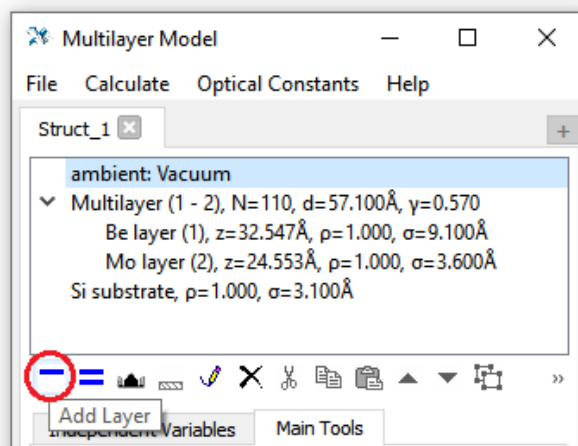 Multilayer Model
File Calculate Optical Constants Help
Struct_1
ambient: Vacuum
Multilayer (1 - 2), N=110, d=57.100Å, γ=0.570
Be layer (1), z=32.547Å, ρ=1.000, σ=9.100Å
Mo layer (2), z=24.553Å, ρ=1.000, σ=3.600Å
Si substrate, ρ=1.000, σ=3.100Å
Add Layer
Independent Variables Main Tools